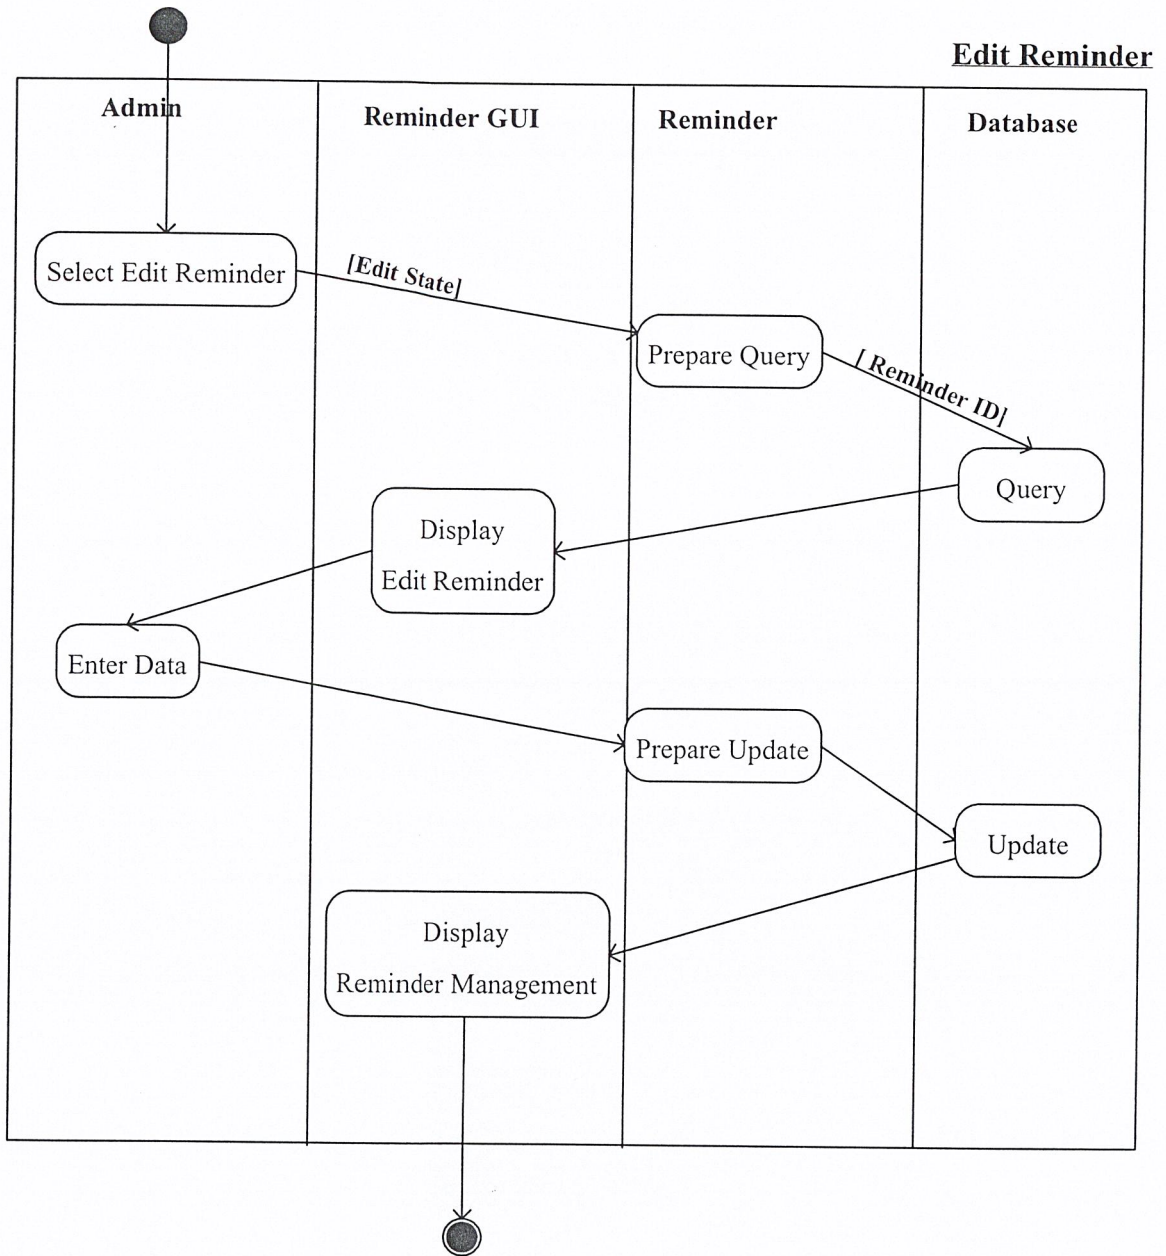 Edit Reminder
Admin
Reminder GUI
Reminder
Database
Select Edit Reminder
[Edit State]
Prepare Query
[ Reminder ID]
Query
Display
Edit Reminder
Enter Data
Prepare Update
Update
Display
Reminder Management